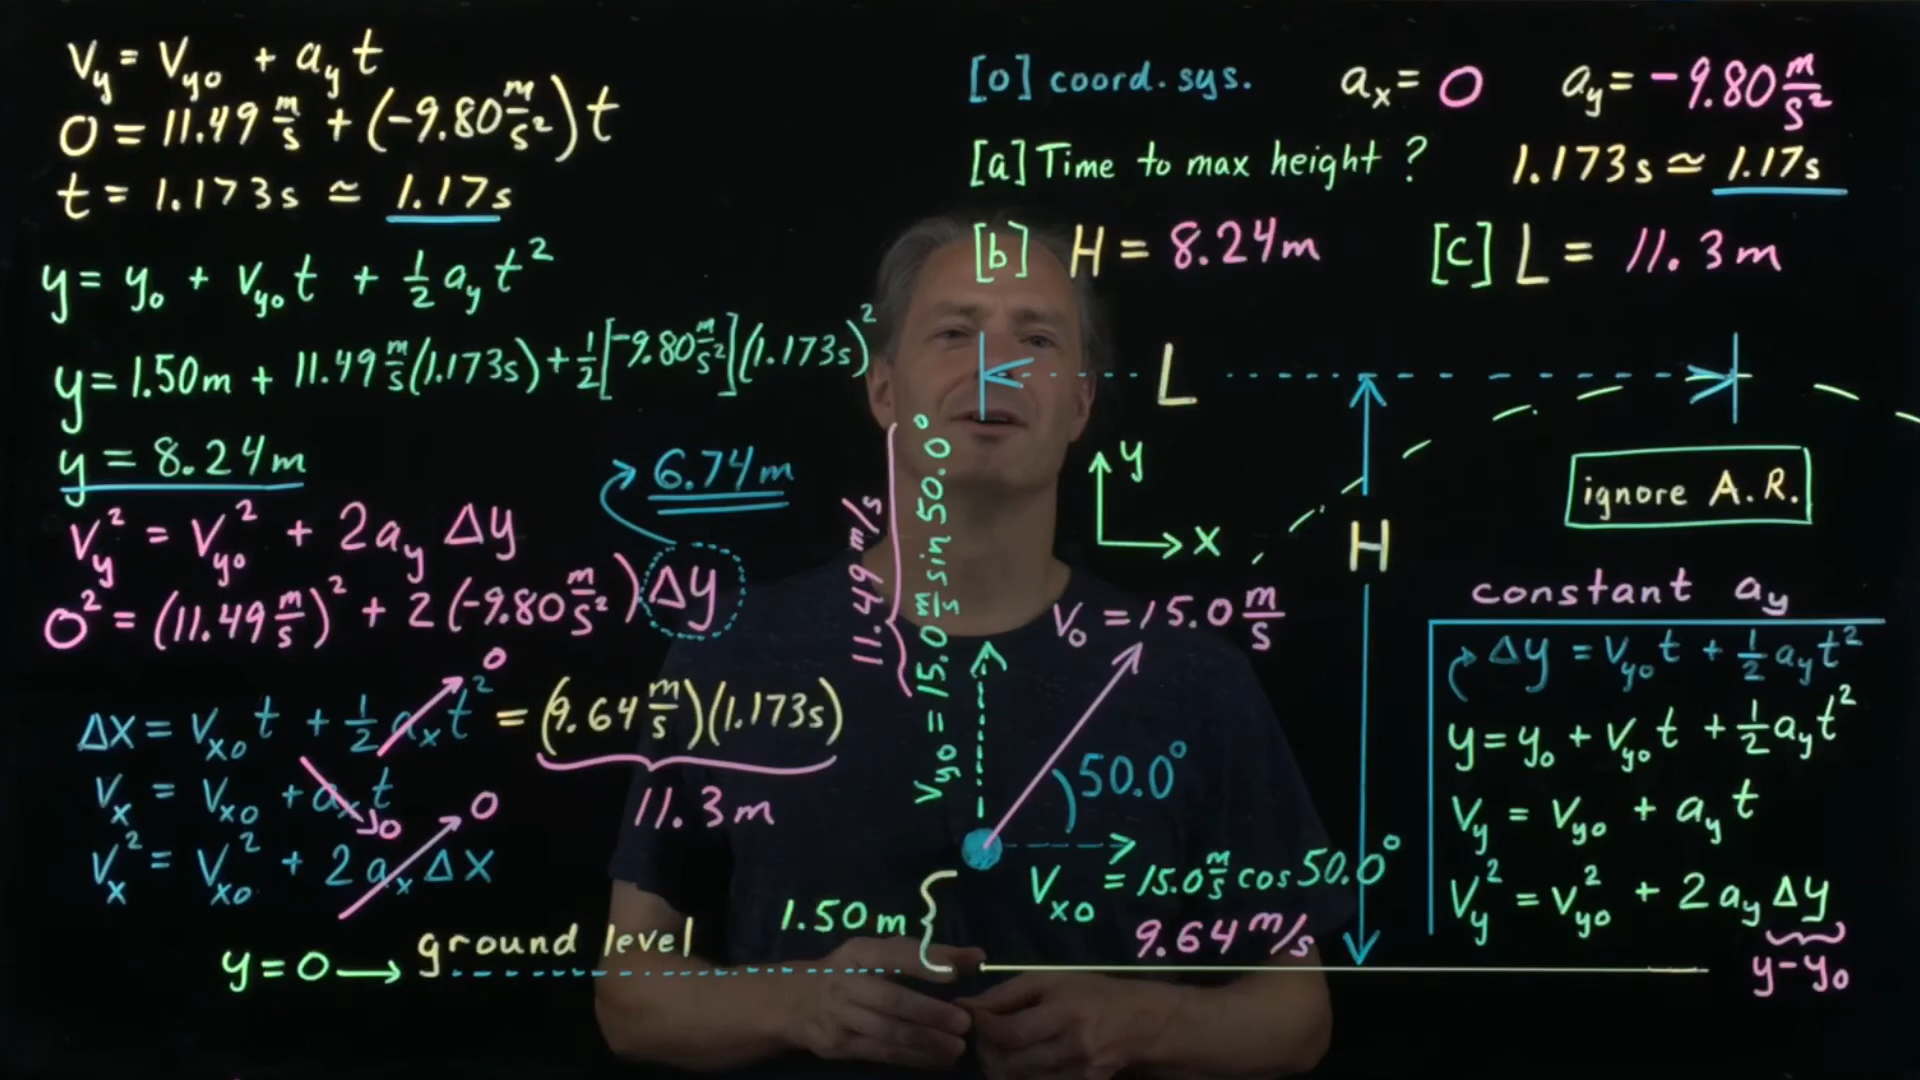 Vy = Vyo + ay t
0 = 11.49 m/s + (-9.80 m/s²) t
t = 1.173s ≃ 1.17s
y = yo + Vyo t + 1/2 ay t²
y = 1.50m + 11.49 m/s (1.173s) + 1/2 [-9.80 m/s²] (1.173s)²
y = 8.24m
6.74m
Vy² = Vyo² + 2ay Δy
0² = (11.49 m/s)² + 2(-9.80 m/s²) Δy
Δx = Vxo t + 1/2 ax t² = (9.64 m/s)(1.173s)
0
11.3m
Vx = Vxo + ax t
0
Vx² = Vxo² + 2 ax Δx
0
y = 0 → ground level
[o] coord. sys. ax = 0 ay = -9.80 m/s²
[a] Time to max height ? 1.173s ≃ 1.17s
[b] H = 8.24m [c] L = 11.3m
L
y
x
H
ignore A.R.
11.49 m/s
Vyo = 15.0 m/s sin 50.0°
Vo = 15.0 m/s
50.0°
Vxo = 15.0 m/s cos 50.0°
9.64 m/s
1.50m
constant ay
Δy = Vyo t + 1/2 ay t²
y = yo + Vyo t + 1/2 ay t²
Vy = Vyo + ay t
Vy² = Vyo² + 2 ay Δy
y-yo